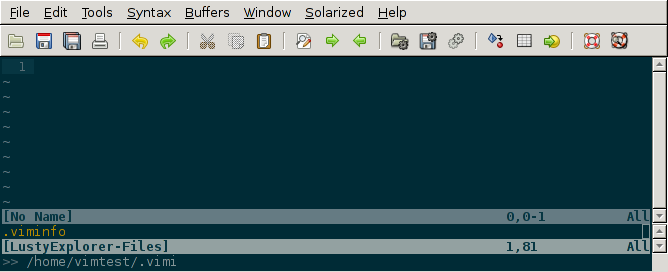 File Edit Tools Syntax Buffers Window Solarized Help
1
~
~
~
~
~
~
~
~
~
[No Name] 0,0-1 All
.viminfo
[LustyExplorer-Files] 1,81 All
>> /home/vimtest/.vimi